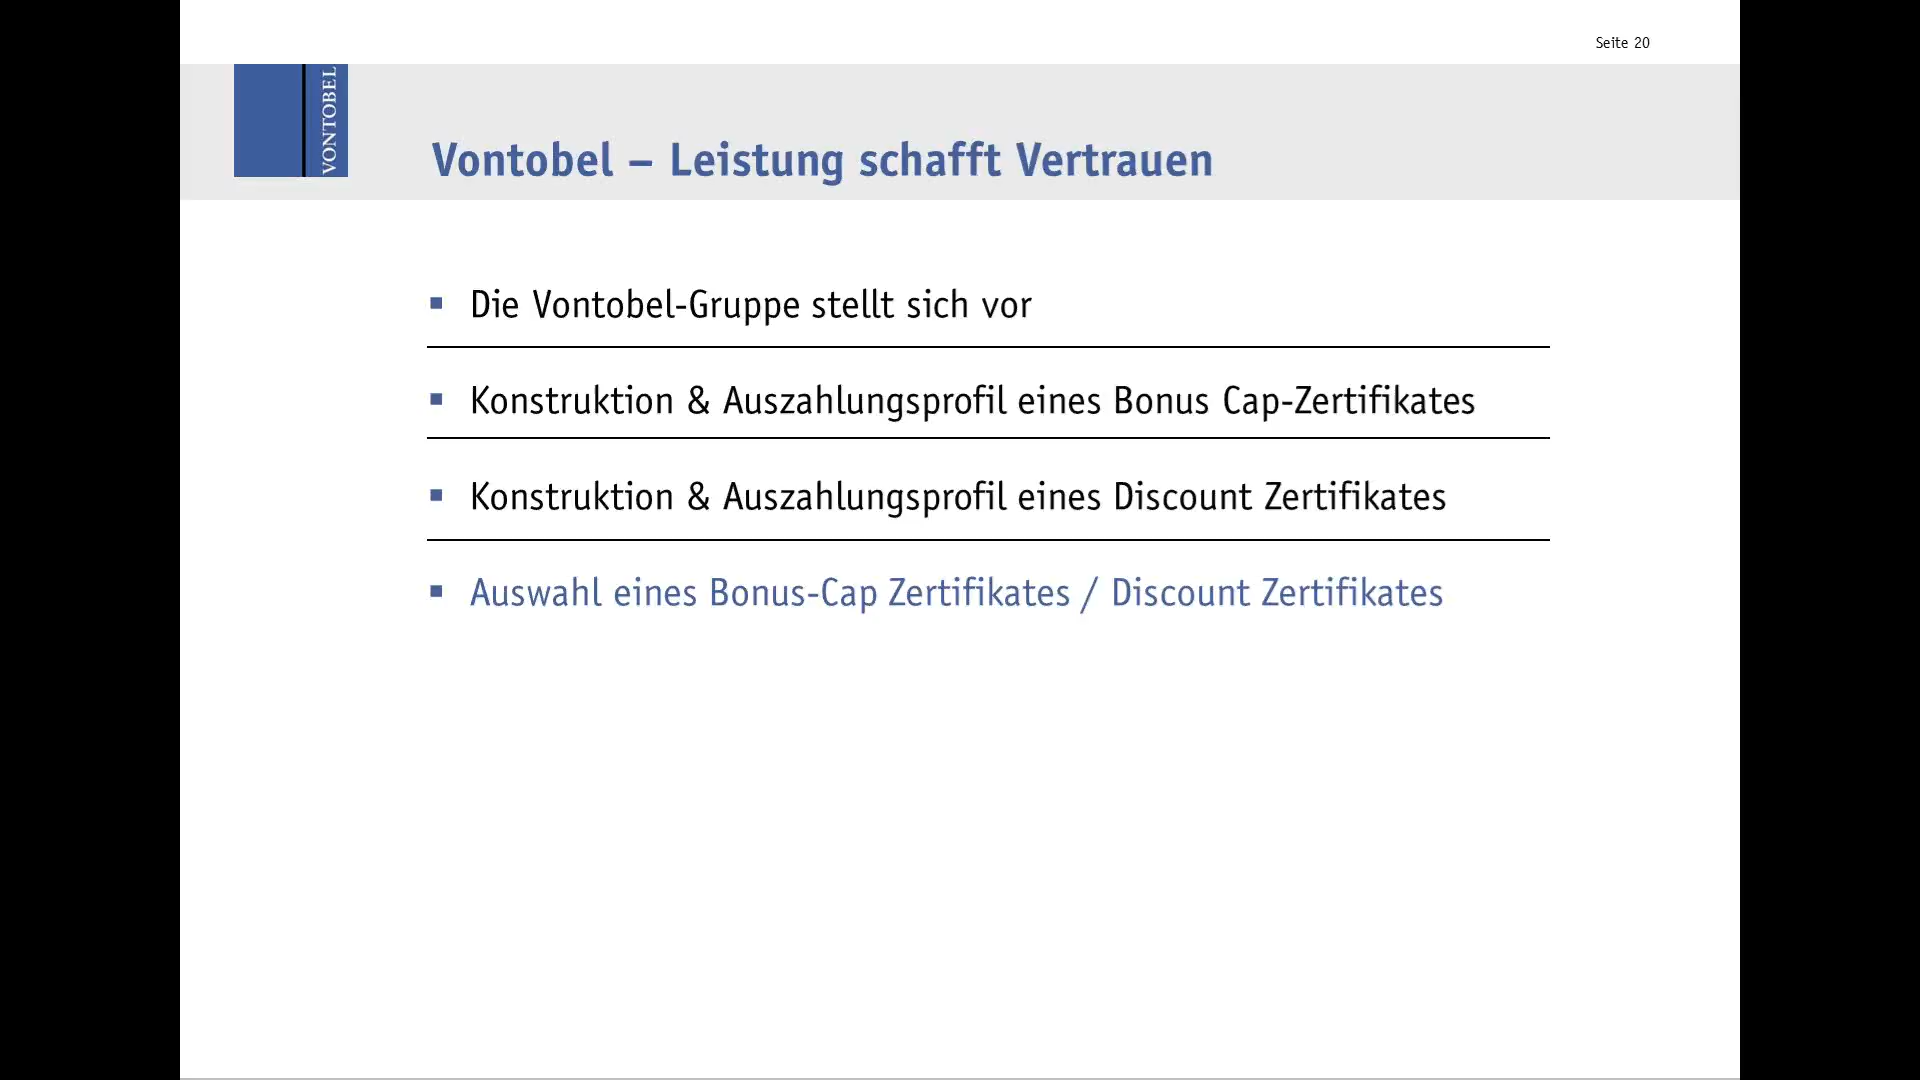 Seite 20
VONTOBEL
Vontobel – Leistung schafft Vertrauen
Die Vontobel-Gruppe stellt sich vor
Konstruktion & Auszahlungsprofil eines Bonus Cap-Zertifikates
Konstruktion & Auszahlungsprofil eines Discount Zertifikates
Auswahl eines Bonus-Cap Zertifikates / Discount Zertifikates